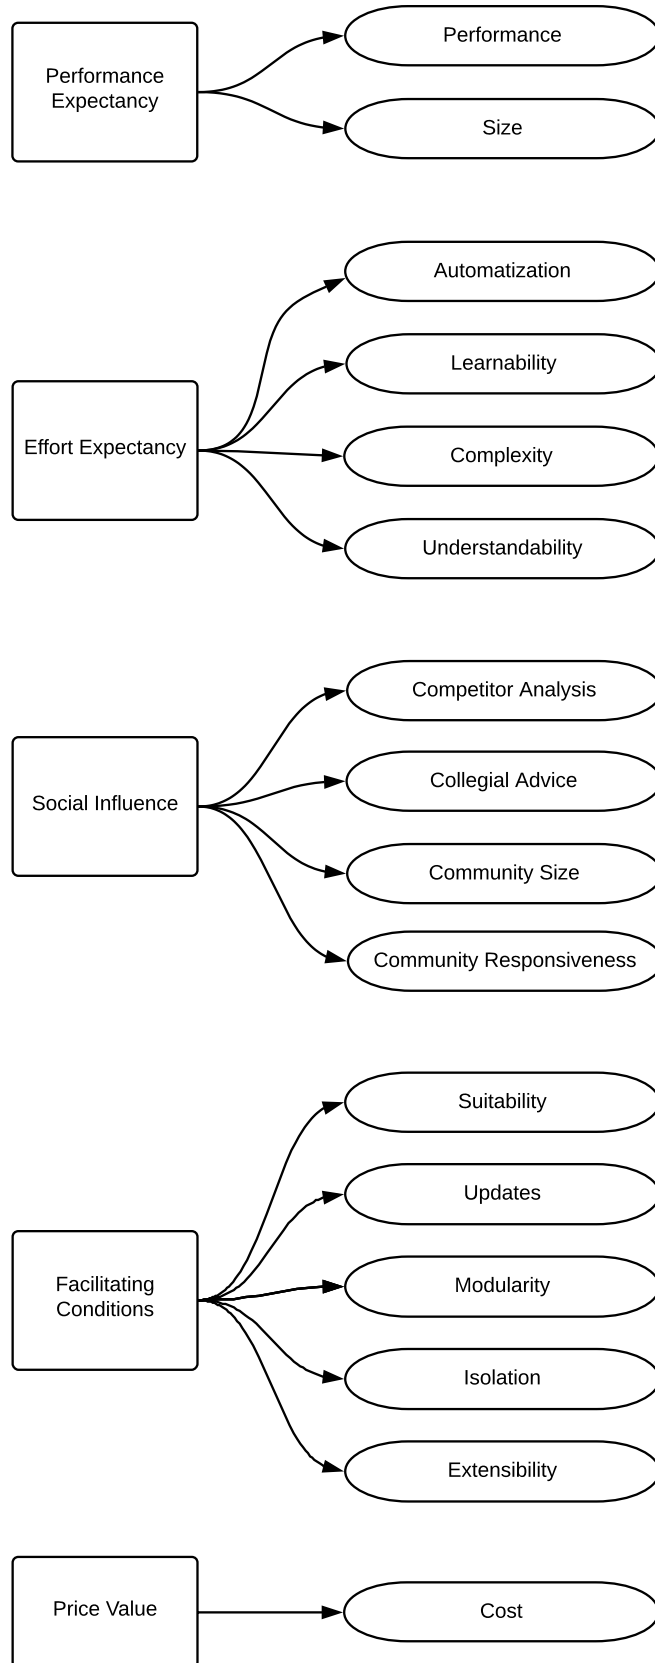 Performance
Expectancy
Performance
Size
Effort Expectancy
Automatization
Learnability
Complexity
Understandability
Social Influence
Competitor Analysis
Collegial Advice
Community Size
Community Responsiveness
Facilitating
Conditions
Suitability
Updates
Modularity
Isolation
Extensibility
Price Value
Cost